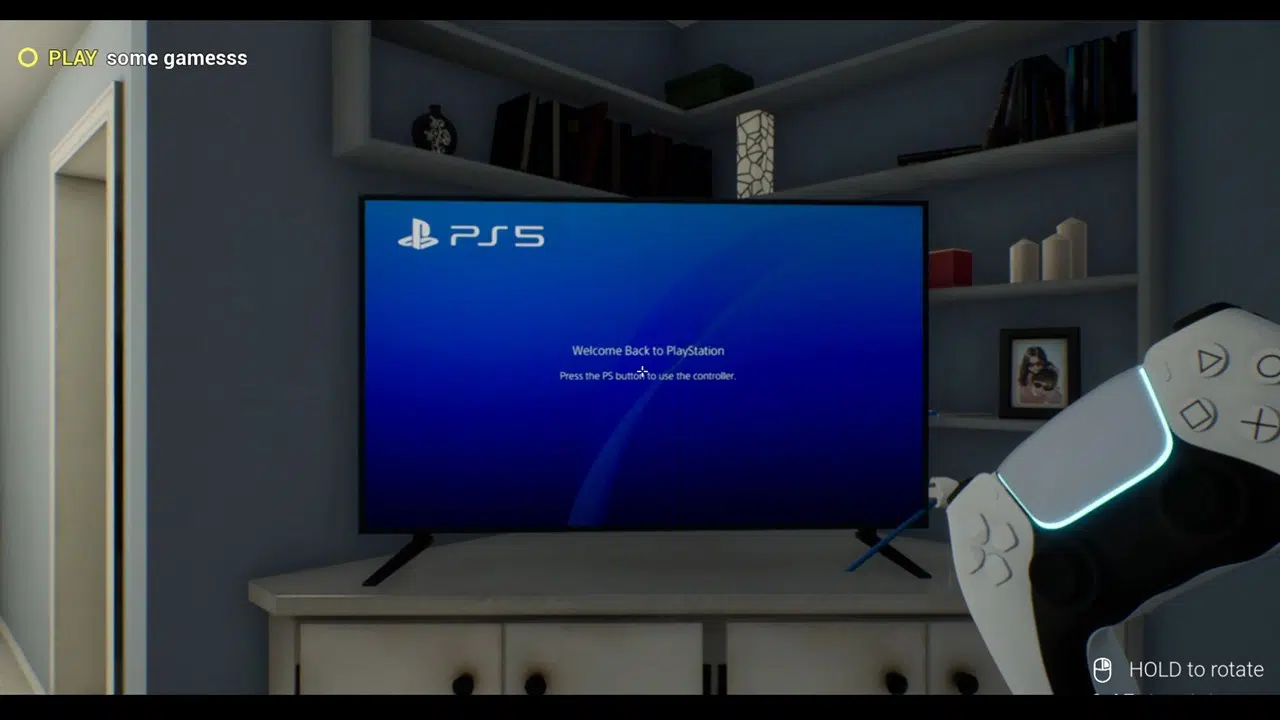 PLAY some gamesss
PS5
Welcome Back to PlayStation
Press the PS button to use the controller.
HOLD to rotate